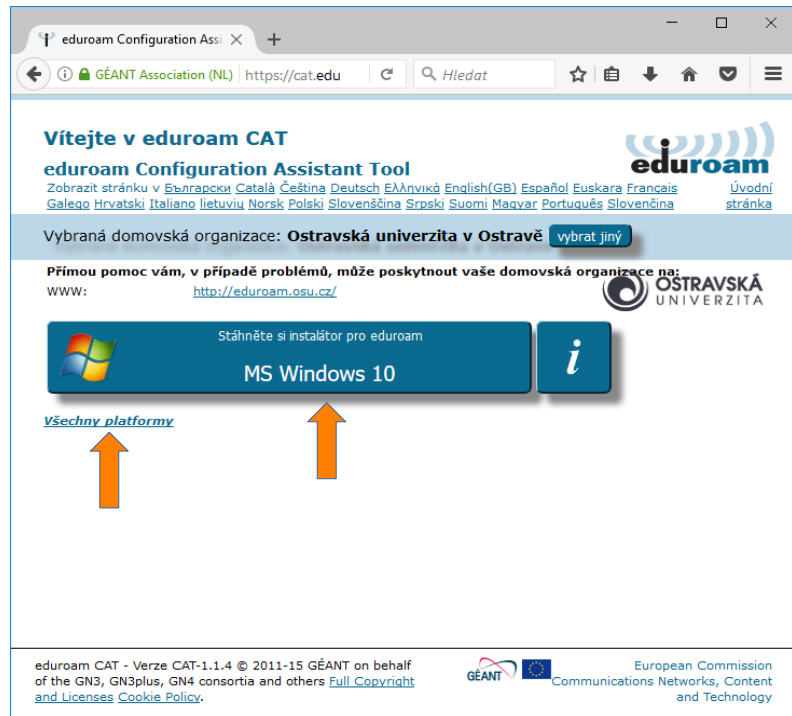 eduroam Configuration Assi
GÉANT Association (NL) https://cat.edu Hledat
Vítejte v eduroam CAT
eduroam Configuration Assistant Tool
eduroam
Zobrazit stránku v Български Català Čeština Deutsch Ελληνικά English(GB) Español Euskara Français
Galego Hrvatski Italiano lietuvių Norsk Polski Slovenščina Srpski Suomi Magyar Português Slovenčina
Úvodní
stránka
Vybraná domovská organizace: Ostravská univerzita v Ostravě vybrat jiný
Přímou pomoc vám, v případě problémů, může poskytnout vaše domovská organizace na:
WWW: http://eduroam.osu.cz/
OSTRAVSKÁ
UNIVERZITA
Stáhněte si instalátor pro eduroam
MS Windows 10
i
Všechny platformy
eduroam CAT - Verze CAT-1.1.4 © 2011-15 GÉANT on behalf
of the GN3, GN3plus, GN4 consortia and others Full Copyright
and Licenses Cookie Policy.
GÉANT
European Commission
Communications Networks, Content
and Technology